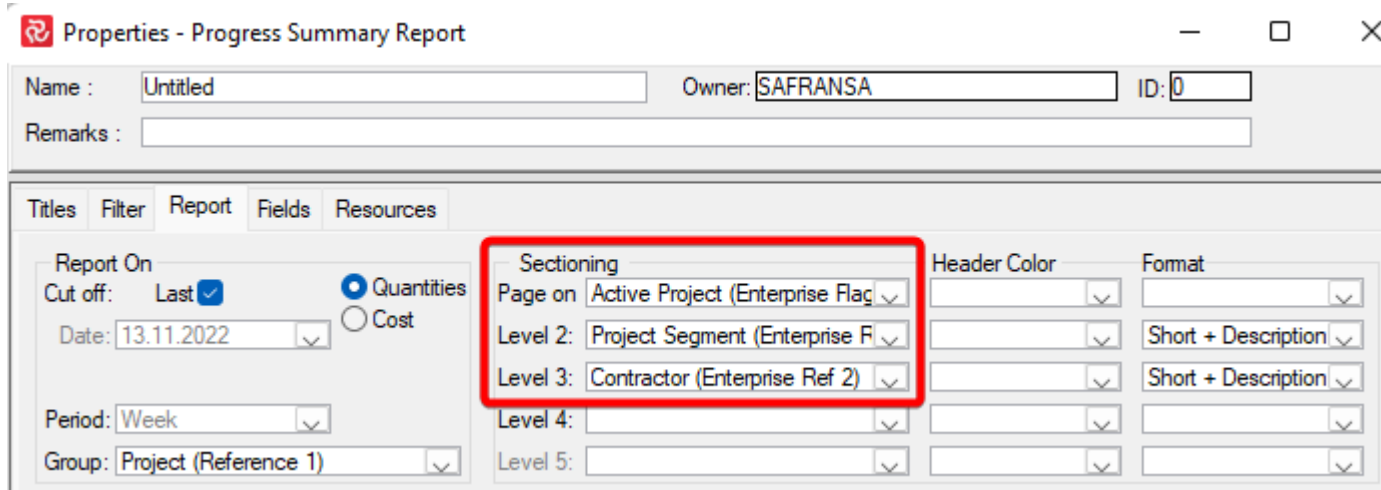 Properties - Progress Summary Report
Name : Untitled Owner: SAFRANSA ID: 0
Remarks :
Titles Filter Report Fields Resources
Report On Sectioning Header Color Format
Cut off: Last Quantities Page on Active Project (Enterprise Flag
Cost
Date: 13.11.2022 Level 2: Project Segment (Enterprise R Short + Description
Level 3: Contractor (Enterprise Ref 2) Short + Description
Period: Week Level 4:
Group: Project (Reference 1) Level 5: